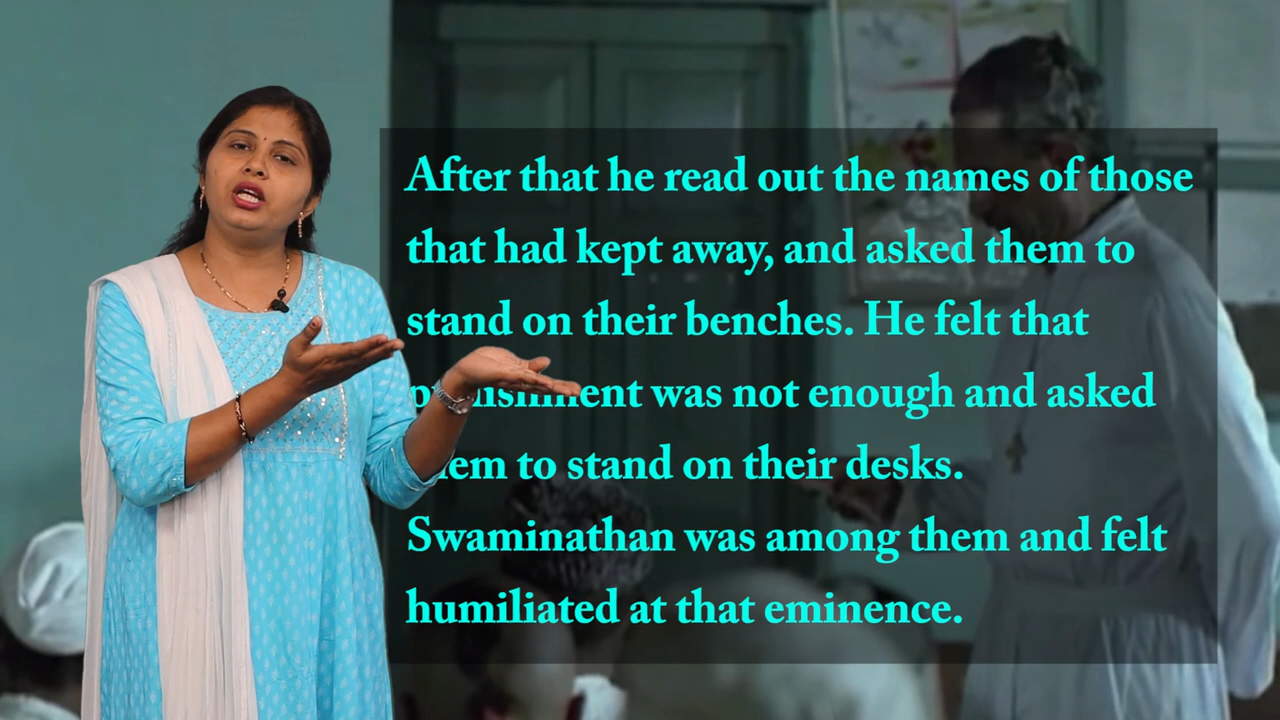 After that he read out the names of those
that had kept away, and asked them to
stand on their benches. He felt that
punishment was not enough and asked
them to stand on their desks.
Swaminathan was among them and felt
humiliated at that eminence.